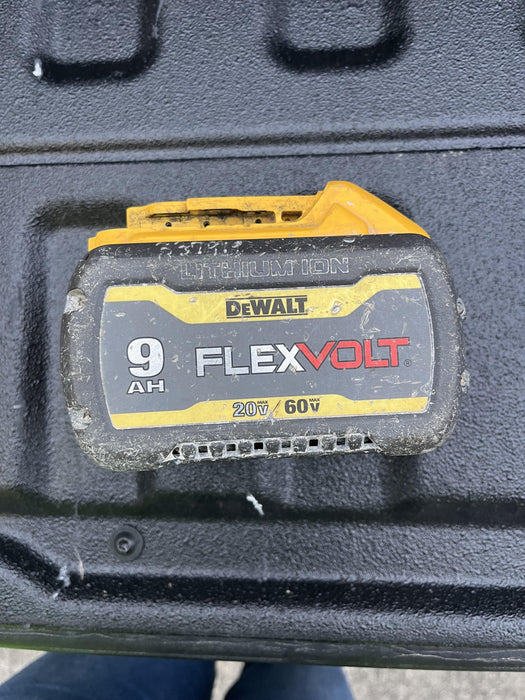 LITHIUM ION
DEWALT
9
AH
FLEXVOLT®
20V MAX / 60V MAX